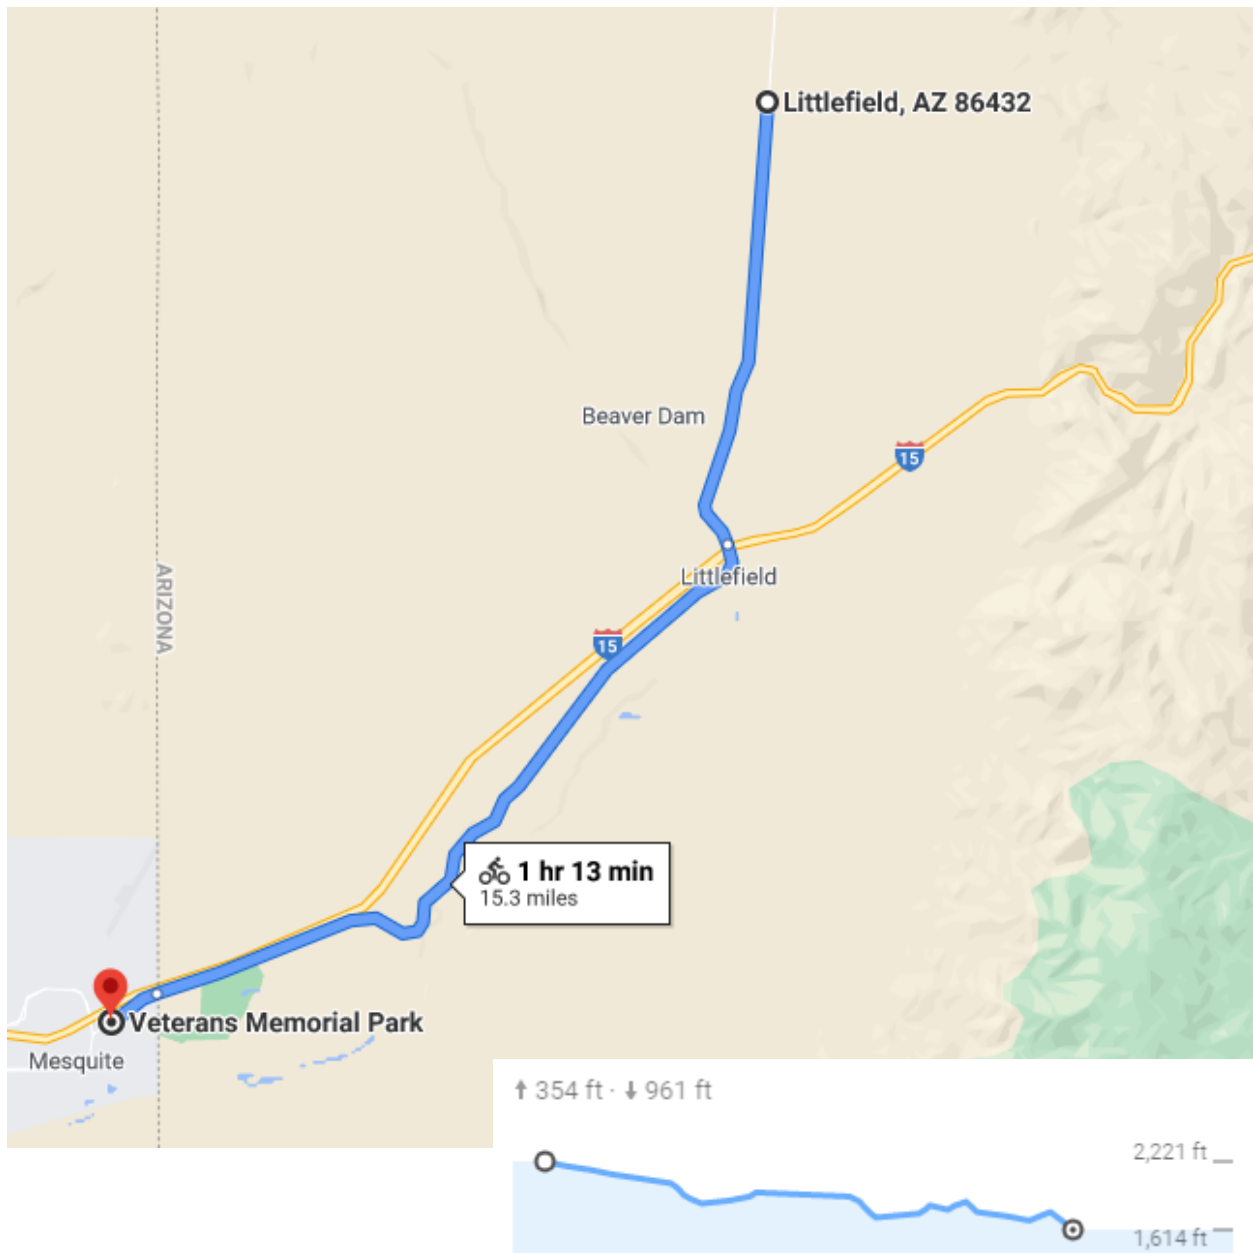 Littlefield, AZ 86432
Beaver Dam
15
Littlefield
ARIZONA
15
1 hr 13 min
15.3 miles
Veterans Memorial Park
Mesquite
354 ft · 961 ft
2,221 ft
1,614 ft